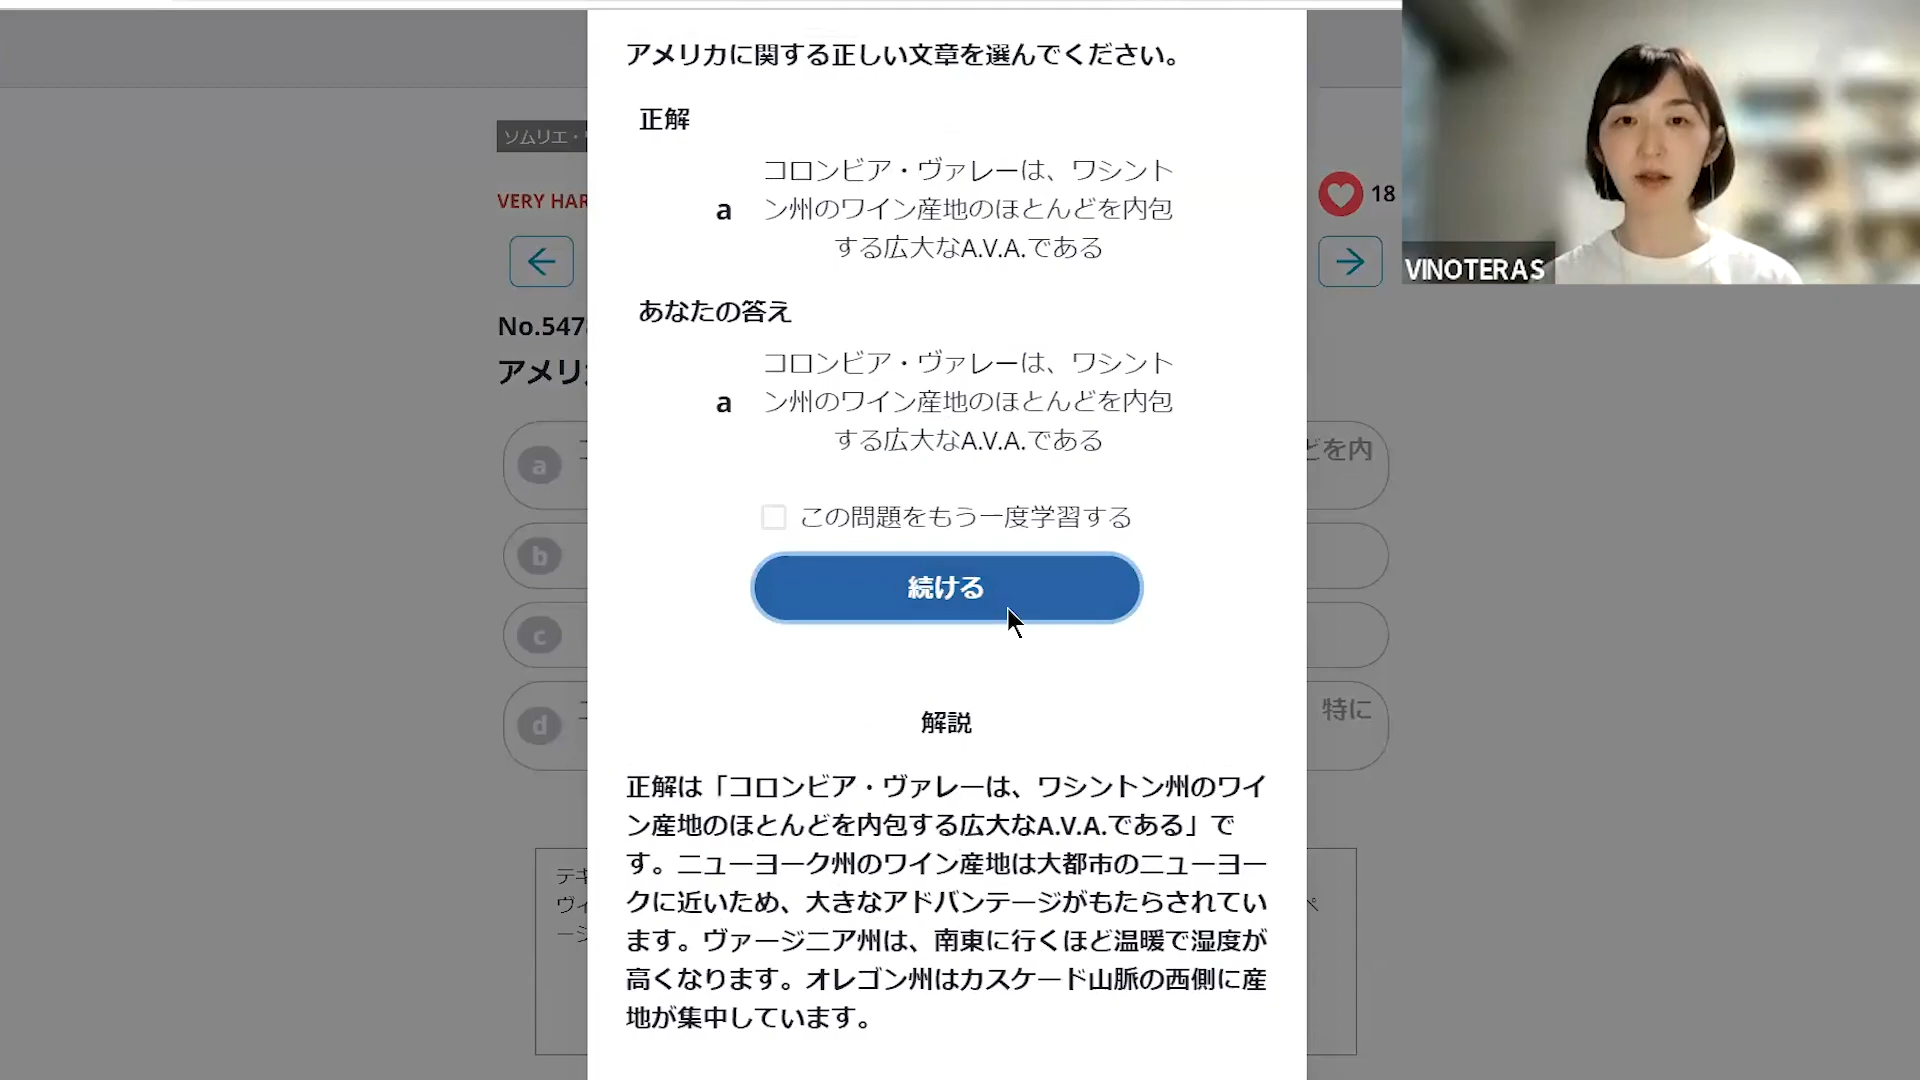 アメリカに関する正しい文章を選んでください。
正解
a
コロンビア・ヴァレーは、ワシント
ン州のワイン産地のほとんどを内包
する広大なA.V.A.である
あなたの答え
a
コロンビア・ヴァレーは、ワシント
ン州のワイン産地のほとんどを内包
する広大なA.V.A.である
この問題をもう一度学習する
続ける
解説
正解は「コロンビア・ヴァレーは、ワシントン州のワイ
ン産地のほとんどを内包する広大なA.V.A.である」で
す。ニューヨーク州のワイン産地は大都市のニューヨー
クに近いため、大きなアドバンテージがもたらされてい
ます。ヴァージニア州は、南東に行くほど温暖で湿度が
高くなります。オレゴン州はカスケード山脈の西側に産
地が集中しています。
ソムリエ・
VERY HAR
18
No.547
アメリ
a
どを内
b
c
d
特に
テキ
ヴィ
ージ
VINOTERAS